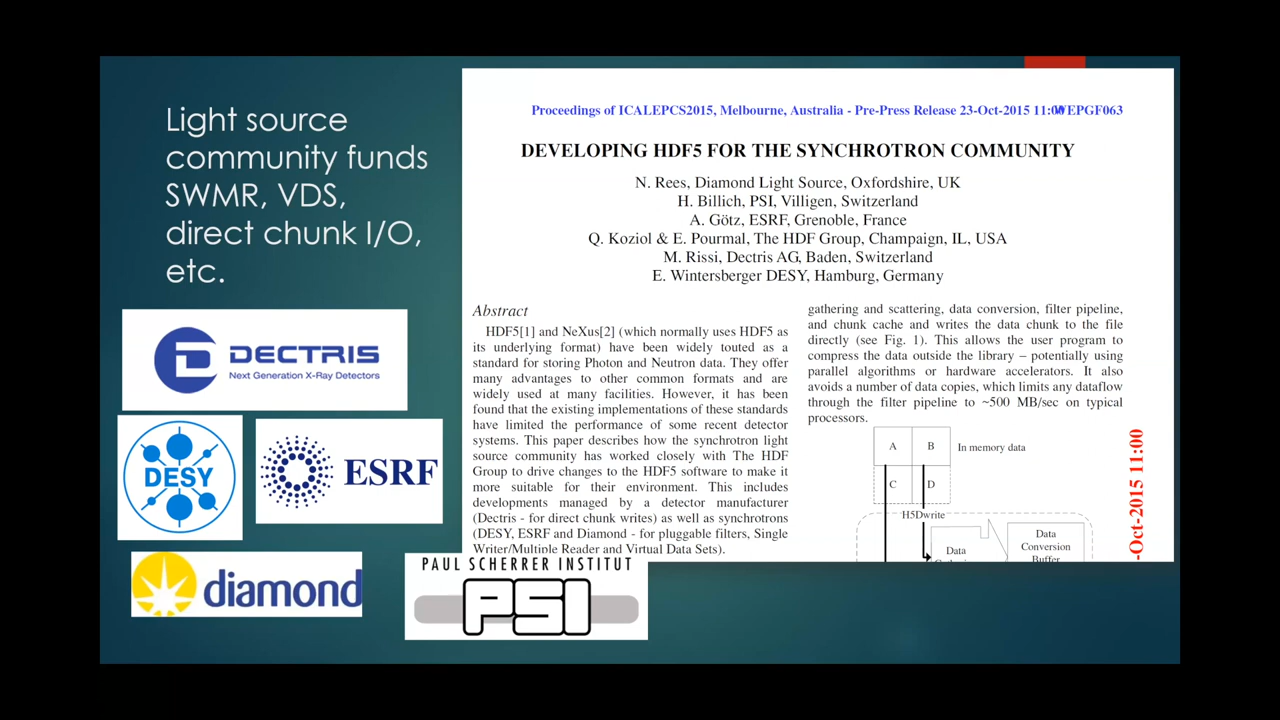 Light source
community funds
SWMR, VDS,
direct chunk I/O,
etc.
DECTRIS
Next Generation X-Ray Detectors
DESY
ESRF
diamond
PAUL SCHERRER INSTITUT
PSI
Proceedings of ICALEPCS2015, Melbourne, Australia - Pre-Press Release 23-Oct-2015 11:00
WEPGF063
DEVELOPING HDF5 FOR THE SYNCHROTRON COMMUNITY
N. Rees, Diamond Light Source, Oxfordshire, UK
H. Billich, PSI, Villigen, Switzerland
A. Götz, ESRF, Grenoble, France
Q. Koziol & E. Pourmal, The HDF Group, Champaign, IL, USA
M. Rissi, Dectris AG, Baden, Switzerland
E. Wintersberger DESY, Hamburg, Germany
Abstract
HDF5[1] and NeXus[2] (which normally uses HDF5 as
its underlying format) have been widely touted as a
standard for storing Photon and Neutron data. They offer
many advantages to other common formats and are
widely used at many facilities. However, it has been
found that the existing implementations of these standards
have limited the performance of some recent detector
systems. This paper describes how the synchrotron light
source community has worked closely with The HDF
Group to drive changes to the HDF5 software to make it
more suitable for their environment. This includes
developments managed by a detector manufacturer
(Dectris - for direct chunk writes) as well as synchrotrons
(DESY, ESRF and Diamond - for pluggable filters, Single
Writer/Multiple Reader and Virtual Data Sets).
gathering and scattering, data conversion, filter pipeline,
and chunk cache and writes the data chunk to the file
directly (see Fig. 1). This allows the user program to
compress the data outside the library – potentially using
parallel algorithms or hardware accelerators. It also
avoids a number of data copies, which limits any dataflow
through the filter pipeline to ~500 MB/sec on typical
processors.
A B In memory data
C D
H5Dwrite
Data
Data
Conversion
Buffer
-Oct-2015 11:00